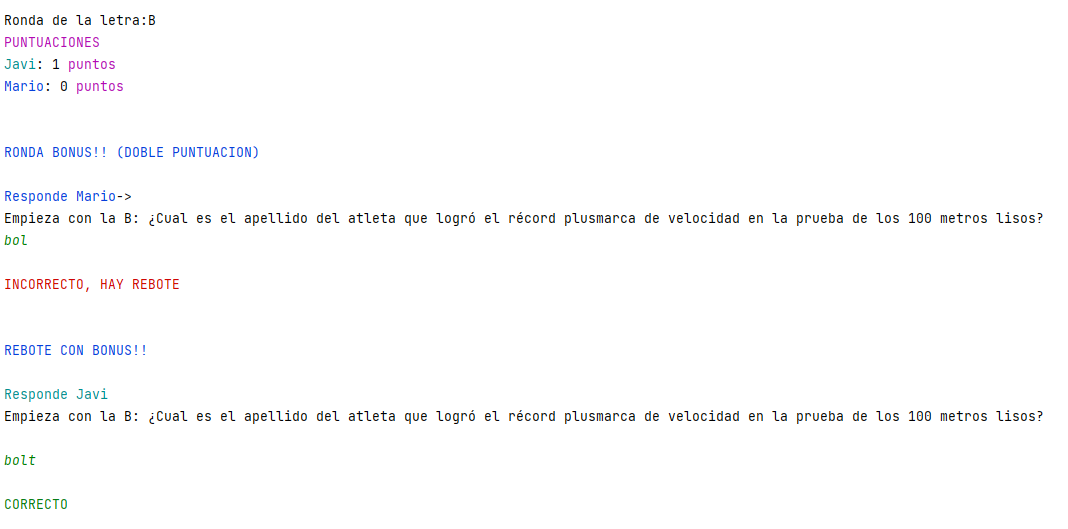 Ronda de la letra:B
PUNTUACIONES
Javi: 1 puntos
Mario: 0 puntos
RONDA BONUS!! (DOBLE PUNTUACION)
Responde Mario->
Empieza con la B: ¿Cual es el apellido del atleta que logró el récord plusmarca de velocidad en la prueba de los 100 metros lisos?
bol
INCORRECTO, HAY REBOTE
REBOTE CON BONUS!!
Responde Javi
Empieza con la B: ¿Cual es el apellido del atleta que logró el récord plusmarca de velocidad en la prueba de los 100 metros lisos?
bolt
CORRECTO